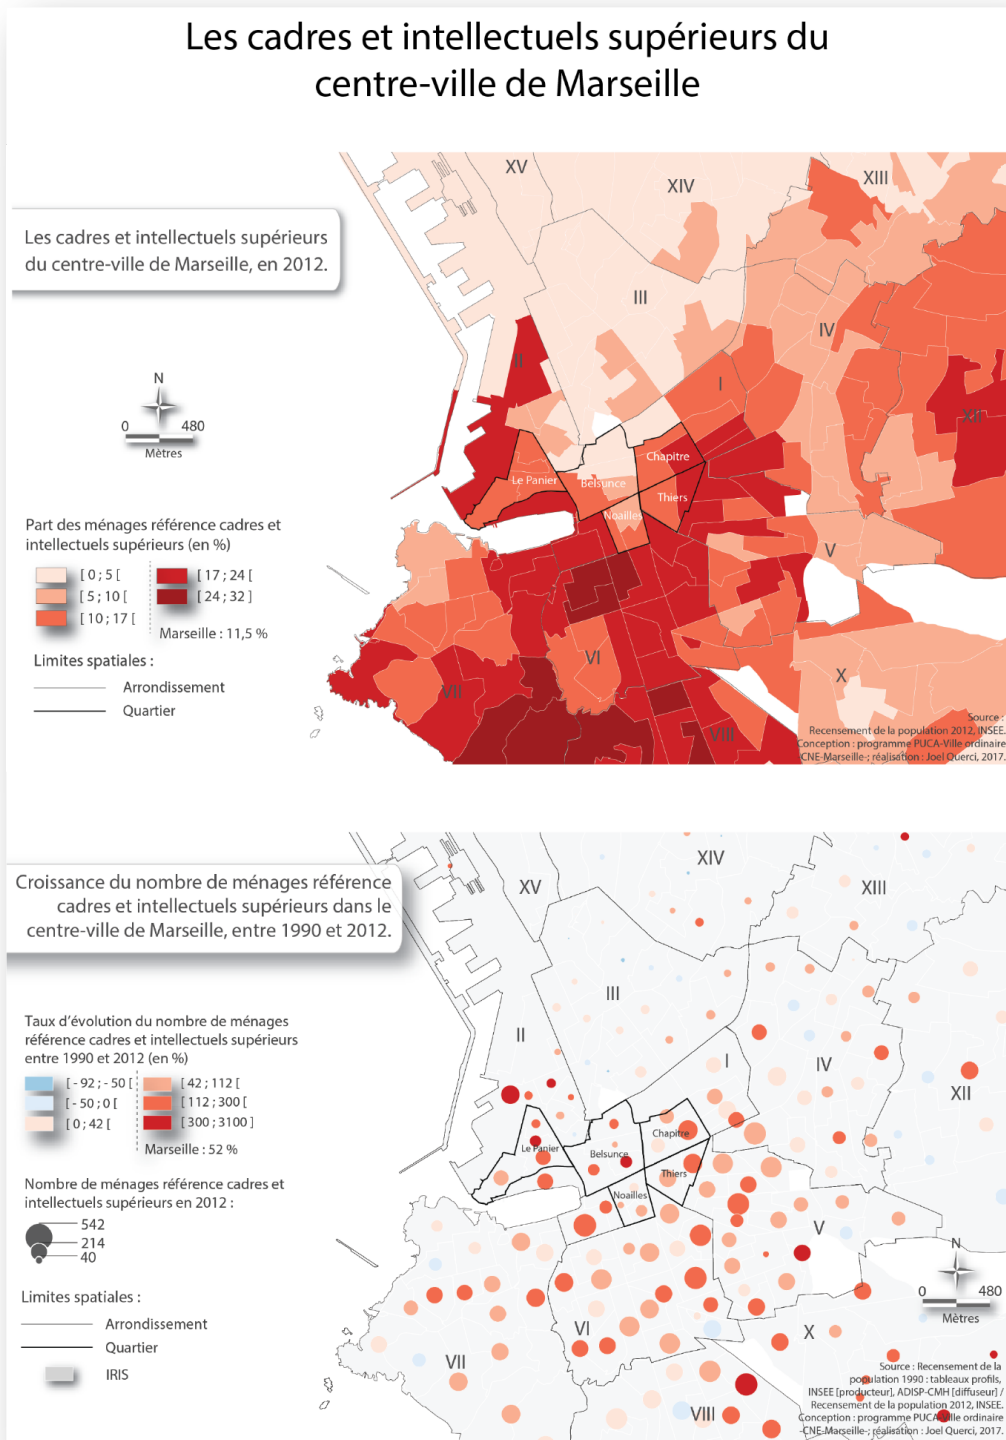 Les cadres et intellectuels supérieurs du
centre-ville de Marseille
Les cadres et intellectuels supérieurs
du centre-ville de Marseille, en 2012.
N
0 480
Mètres
Part des ménages référence cadres et
intellectuels supérieurs (en %)
[ 0 ; 5 [
[ 5 ; 10 [
[ 10 ; 17 [
[ 17 ; 24 [
[ 24 ; 32 ]
Marseille : 11,5 %
Limites spatiales :
Arrondissement
Quartier
XV
XIV
XIII
III
II
IV
I
XII
Chapitre
Le Panier
Belsunce
Thiers
Noailles
V
VI
X
VII
VIII
Source :
Recensement de la population 2012, INSEE.
Conception : programme PUCA-Ville ordinaire
-CNE-Marseille-; réalisation : Joel Querci, 2017.
Croissance du nombre de ménages référence
cadres et intellectuels supérieurs dans le
centre-ville de Marseille, entre 1990 et 2012.
Taux d'évolution du nombre de ménages
référence cadres et intellectuels supérieurs
entre 1990 et 2012 (en %)
[ - 92 ; - 50 [
[ - 50 ; 0 [
[ 0 ; 42 [
[ 42 ; 112 [
[ 112 ; 300 [
[ 300 ; 3100 ]
Marseille : 52 %
Nombre de ménages référence cadres et
intellectuels supérieurs en 2012 :
542
214
40
Limites spatiales :
Arrondissement
Quartier
IRIS
XIV
XV
XIII
III
II
I
IV
XII
Chapitre
Le Panier
Belsunce
Thiers
Noailles
V
VI
X
VII
VIII
N
0 480
Mètres
Source : Recensement de la
population 1990 : tableaux profils,
INSEE [producteur], ADISP-CMH [diffuseur] /
Recensement de la population 2012, INSEE.
Conception : programme PUCA-Ville ordinaire
-CNE-Marseille-; réalisation : Joel Querci, 2017.